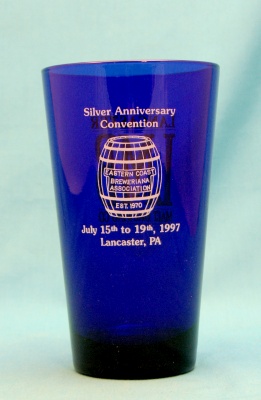 Silver Anniversary
Convention
EASTERN COAST
BREWERIANA
ASSOCIATION
EST. 1970
July 15th to 19th, 1997
Lancaster, PA